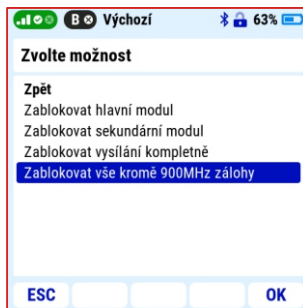 B Výchozí 63%
Zvolte možnost
Zpět
Zablokovat hlavní modul
Zablokovat sekundární modul
Zablokovat vysílání kompletně
Zablokovat vše kromě 900MHz zálohy
ESC OK